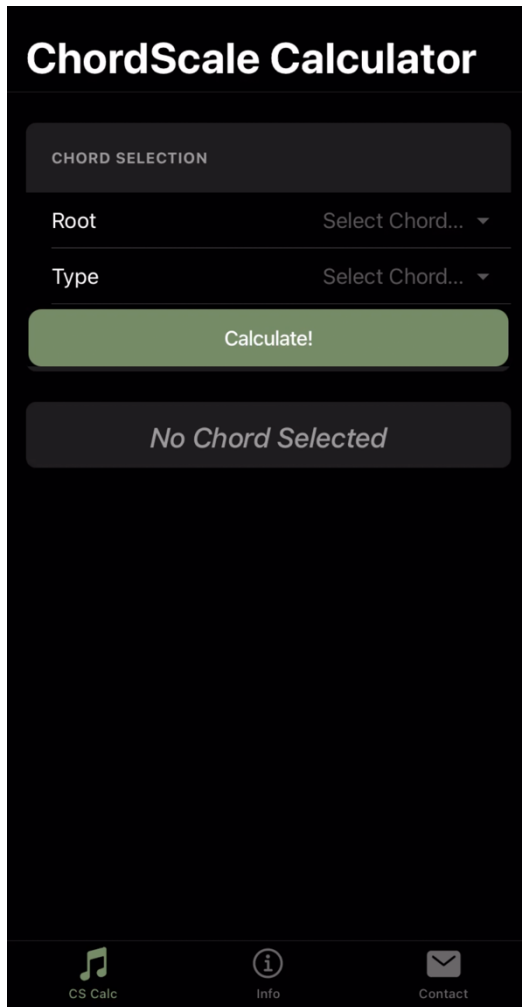 ChordScale Calculator
CHORD SELECTION
Root Select Chord...
Type Select Chord...
Calculate!
No Chord Selected
CS Calc Info Contact